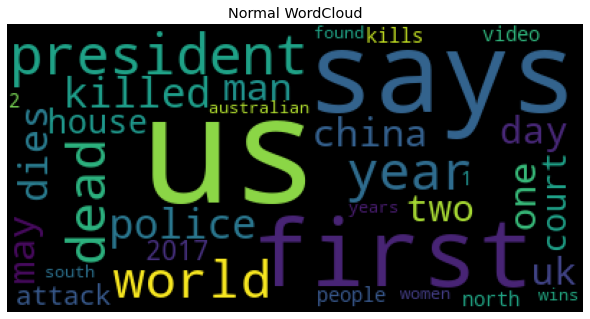 Normal WordCloud
president
says
found
kills
video
killed
man
2
australian
house
us
china
day
dies
dead
year
1
one
court
two
years
may
police
2017
first
world
uk
south
attack
people
women
north
wins